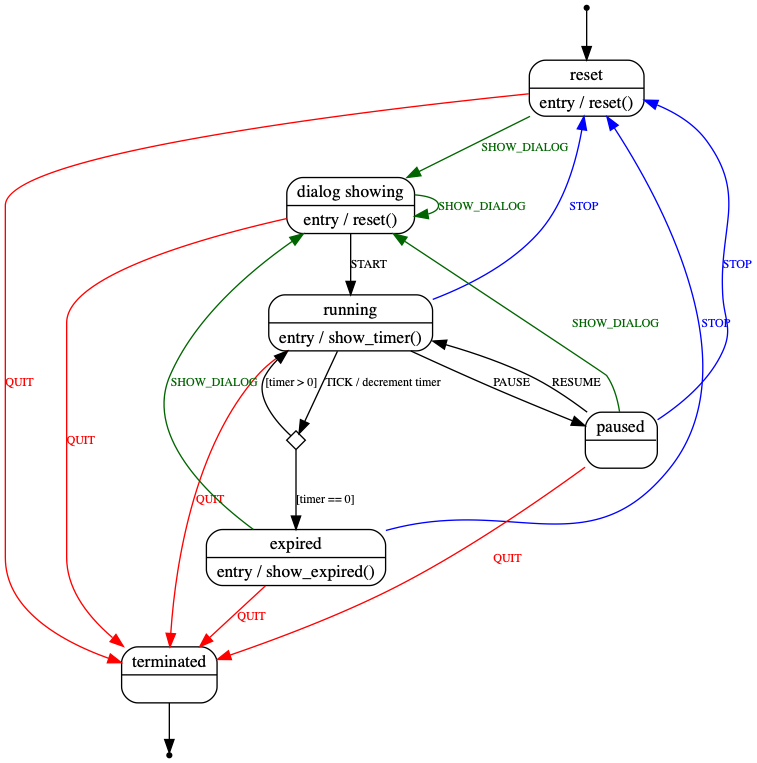 reset
entry / reset()
SHOW_DIALOG
dialog showing
entry / reset()
SHOW_DIALOG
STOP
START
STOP
running
entry / show_timer()
SHOW_DIALOG
STOP
QUIT
SHOW_DIALOG
[timer > 0]
TICK / decrement timer
PAUSE
RESUME
paused
QUIT
QUIT
[timer == 0]
expired
entry / show_expired()
QUIT
QUIT
terminated